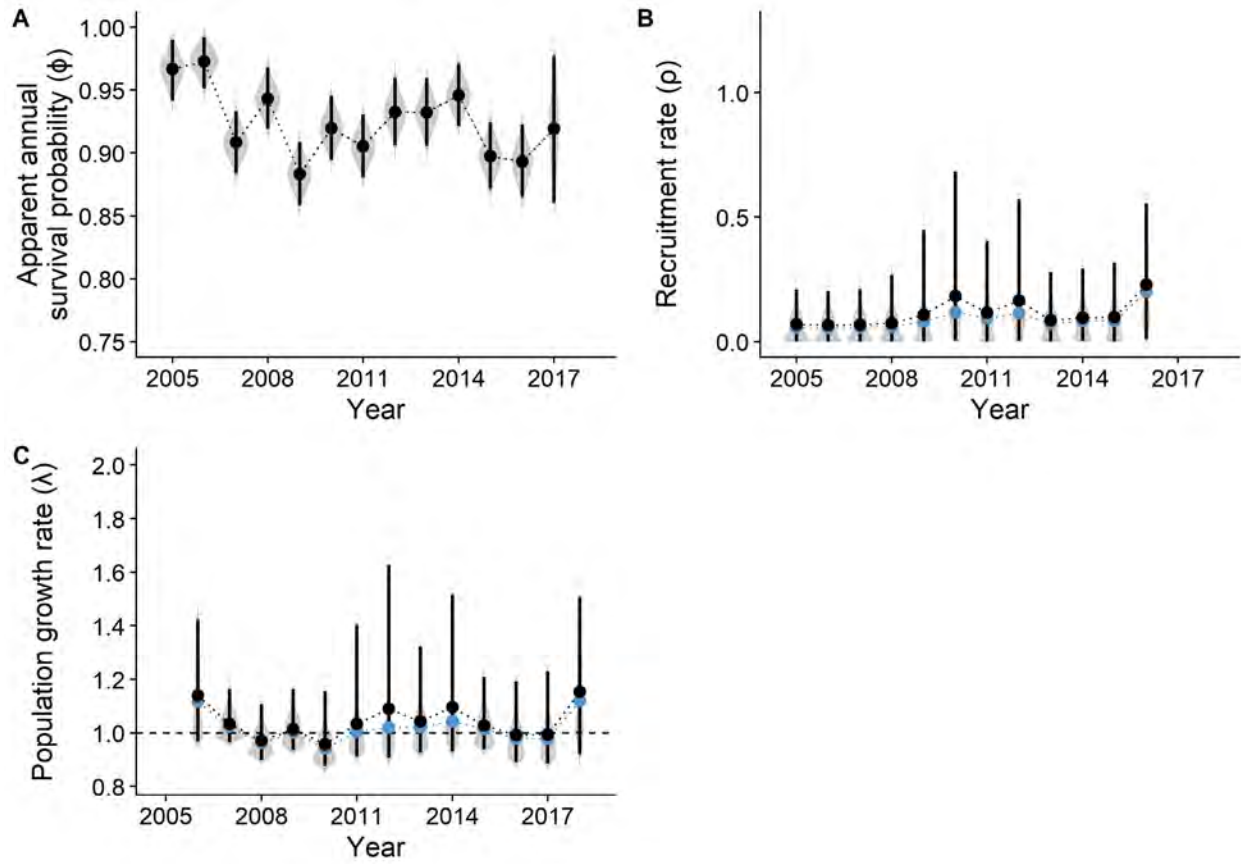 A
Apparent annual
survival probability (ϕ)
1.00
0.95
0.90
0.85
0.80
0.75
2005 2008 2011 2014 2017
Year
B
Recruitment rate (ρ)
1.0
0.5
0.0
2005 2008 2011 2014 2017
Year
C
Population growth rate (λ)
2.0
1.8
1.6
1.4
1.2
1.0
0.8
2005 2008 2011 2014 2017
Year